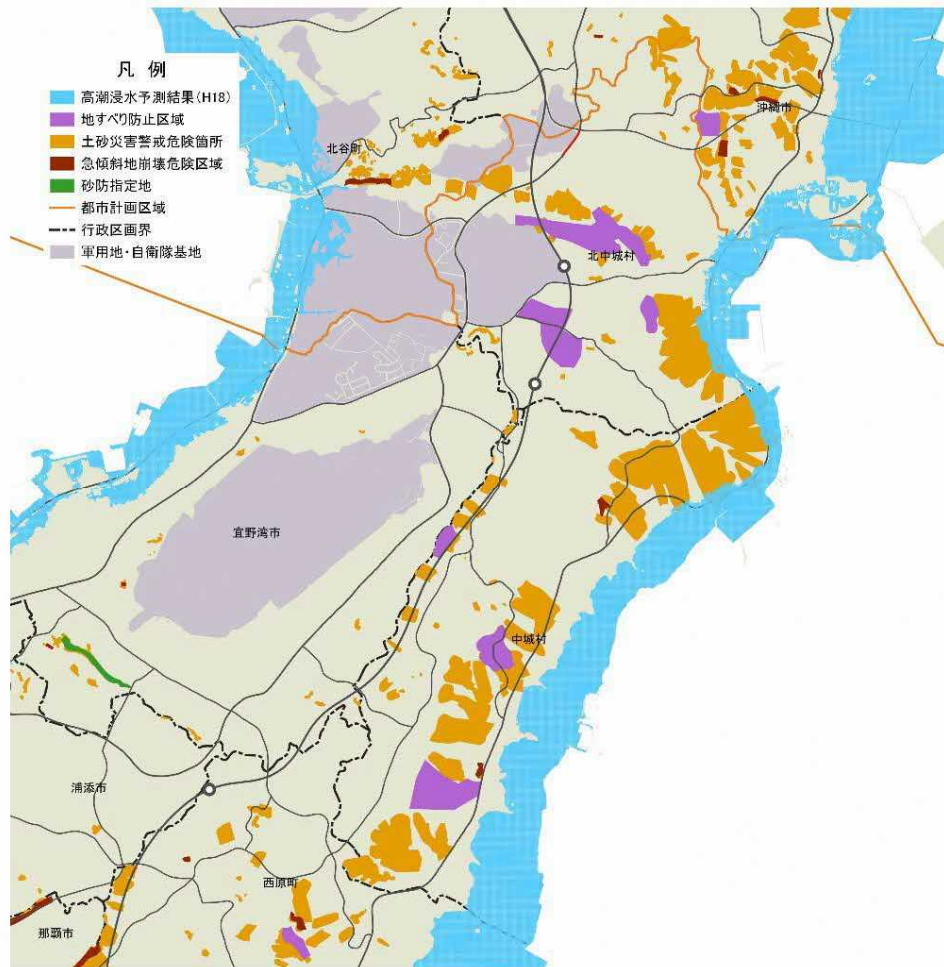 凡 例
高潮浸水予測結果(H18)
地すべり防止区域
土砂災害警戒危険箇所
急傾斜地崩壊危険区域
砂防指定地
都市計画区域
行政区画界
軍用地・自衛隊基地
沖縄市
北谷町
北中城村
宜野湾市
中城村
浦添市
西原町
那覇市